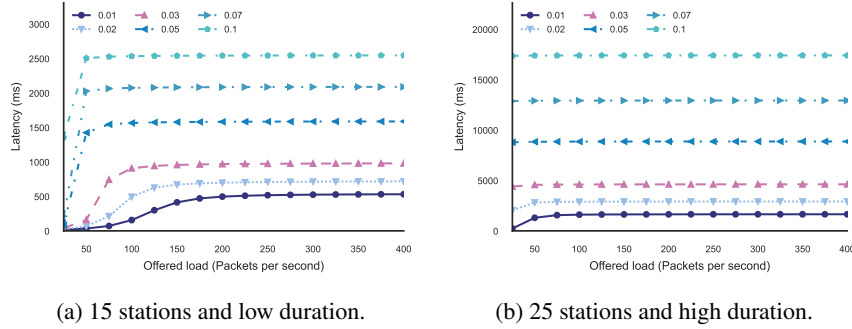 0.01 0.03 0.07
0.02 0.05 0.1
3000
2500
2000
1500
1000
500
0
Latency (ms)
50 100 150 200 250 300 350 400
Offered load (Packets per second)
(a) 15 stations and low duration.
0.01 0.03 0.07
0.02 0.05 0.1
20000
15000
10000
5000
0
Latency (ms)
50 100 150 200 250 300 350 400
Offered load (Packets per second)
(b) 25 stations and high duration.